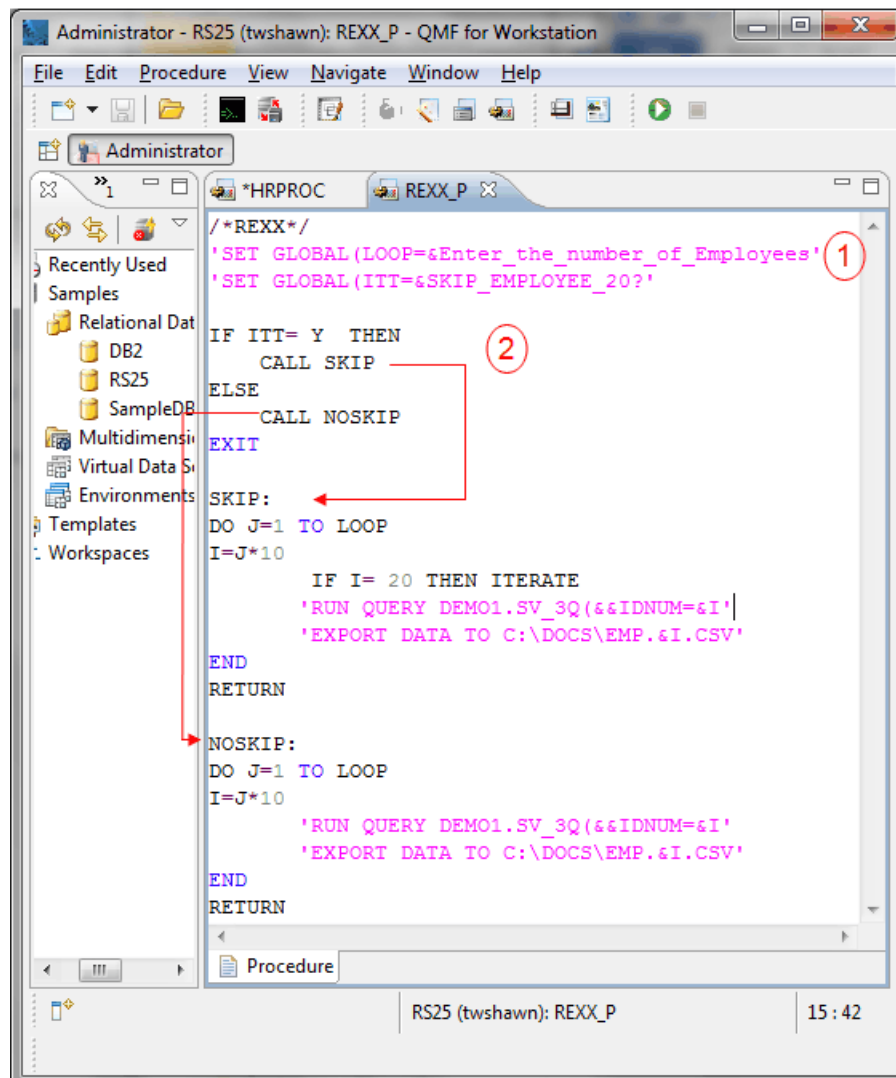 Administrator - RS25 (twshawn): REXX_P - QMF for Workstation
File Edit Procedure View Navigate Window Help
Administrator
»1
*HRPROC
REXX_P
Recently Used
Samples
Relational Dat
DB2
RS25
SampleDB
Multidimensi
Virtual Data S
Environments
Templates
Workspaces
/*REXX*/
'SET GLOBAL(LOOP=&Enter_the_number_of_Employees'
1
'SET GLOBAL(ITT=&SKIP_EMPLOYEE_20?'
IF ITT= Y THEN
2
CALL SKIP
ELSE
CALL NOSKIP
EXIT
SKIP:
DO J=1 TO LOOP
I=J*10
IF I= 20 THEN ITERATE
'RUN QUERY DEMO1.SV_3Q(&&IDNUM=&I'
'EXPORT DATA TO C:\DOCS\EMP.&I.CSV'
END
RETURN
NOSKIP:
DO J=1 TO LOOP
I=J*10
'RUN QUERY DEMO1.SV_3Q(&&IDNUM=&I'
'EXPORT DATA TO C:\DOCS\EMP.&I.CSV'
END
RETURN
Procedure
RS25 (twshawn): REXX_P
15 : 42